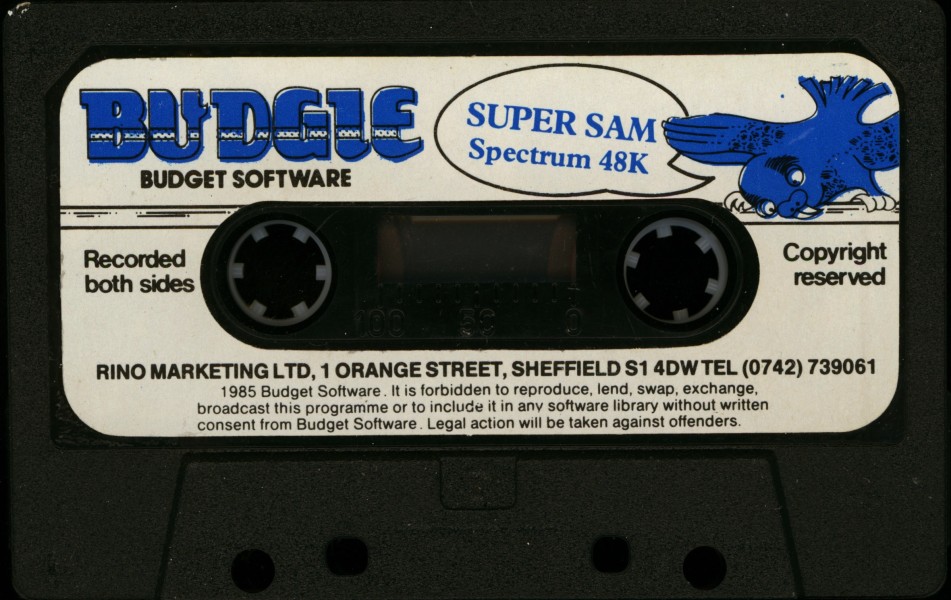 BUDGIE
BUDGET SOFTWARE
SUPER SAM
Spectrum 48K
Recorded
both sides
Copyright
reserved
RINO MARKETING LTD, 1 ORANGE STREET, SHEFFIELD S1 4DW TEL (0742) 739061
1985 Budget Software. It is forbidden to reproduce, lend, swap, exchange,
broadcast this programme or to include it in any software library without written
consent from Budget Software. Legal action will be taken against offenders.